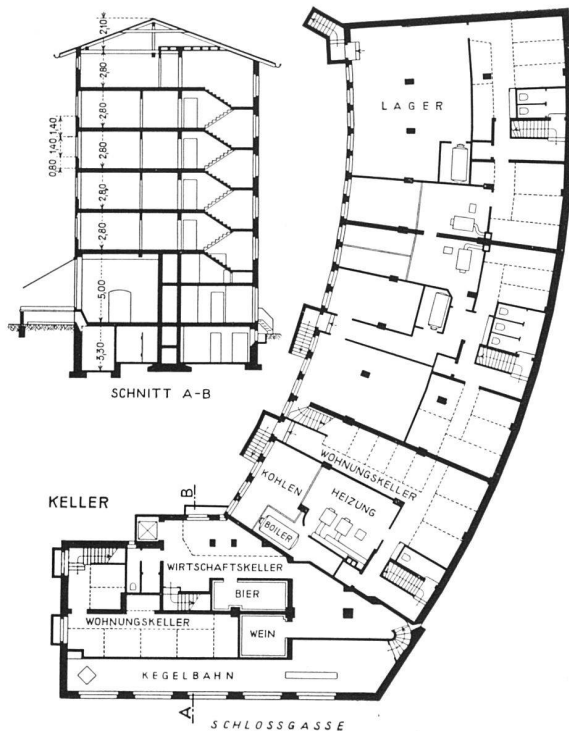 2,10
2,80
2,80
1,40
1,40
0,80
2,80
2,80
2,80
5,00
3,30
SCHNITT A-B
LAGER
WOHNUNGSKELLER
KOHLEN
HEIZUNG
BOILER
KELLER
B
WIRTSCHAFTSKELLER
BIER
WOHNUNGSKELLER
WEIN
KEGELBAHN
A
SCHLOSSGASSE